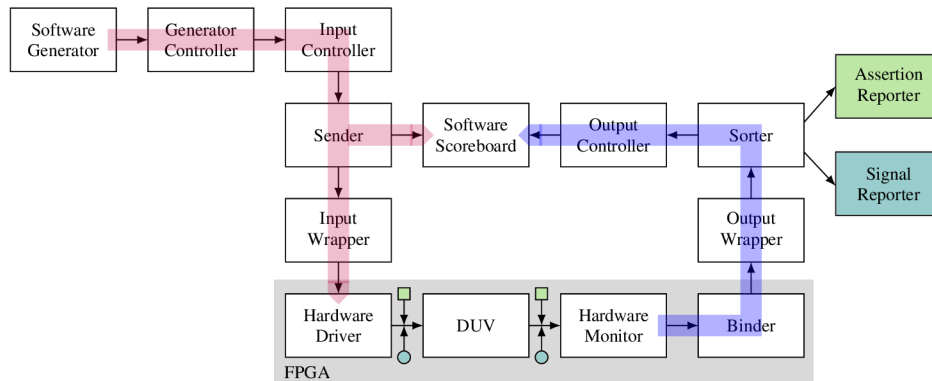 Software
Generator
Generator
Controller
Input
Controller
Assertion
Reporter
Sender
Software
Scoreboard
Output
Controller
Sorter
Signal
Reporter
Input
Wrapper
Output
Wrapper
Hardware
Driver
DUV
Hardware
Monitor
Binder
FPGA